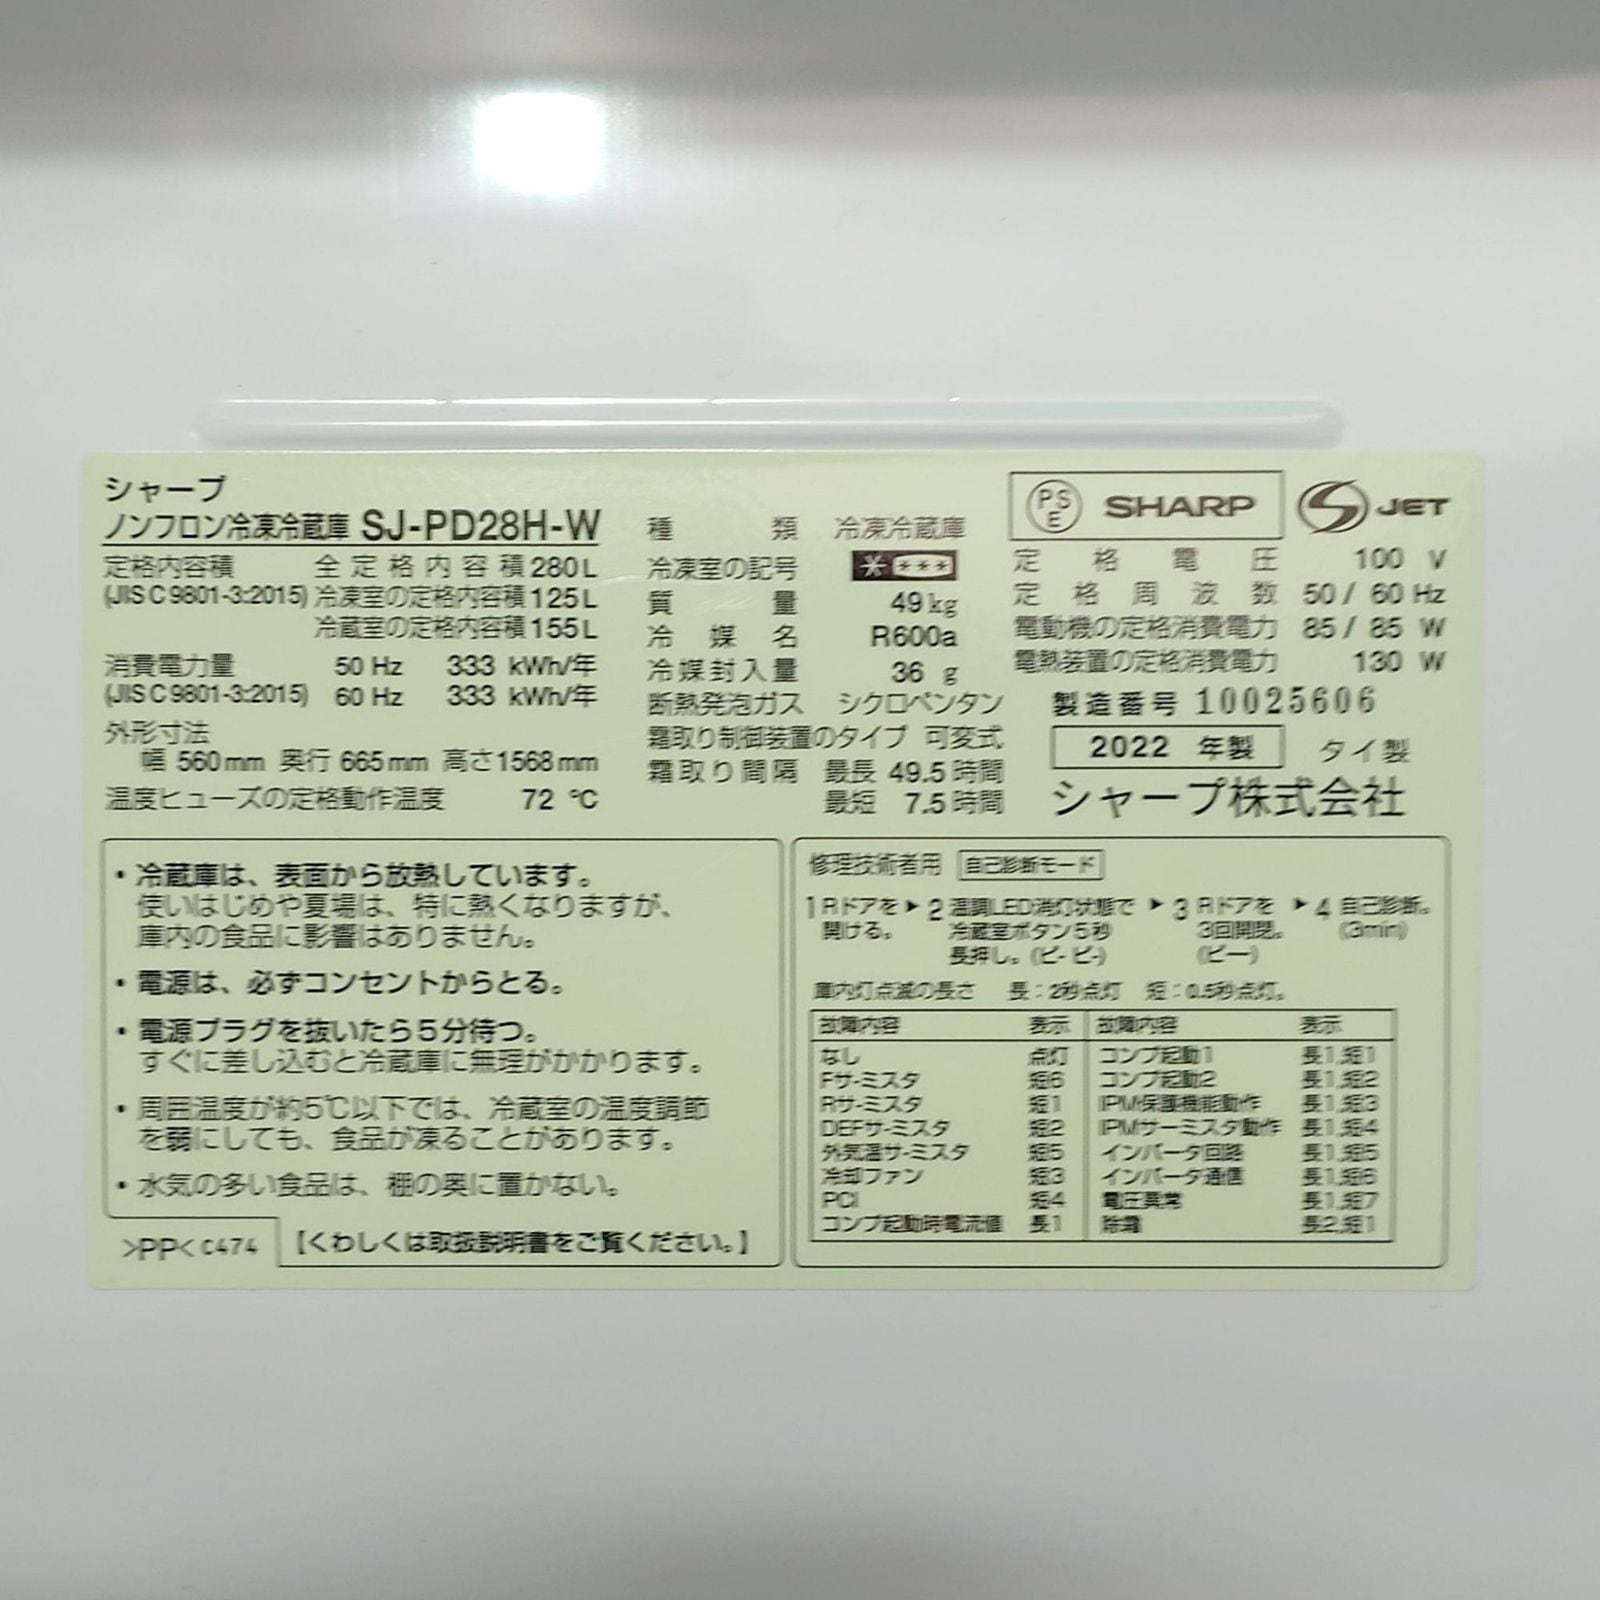 シャープ
ノンフロン冷凍冷蔵庫 SJ-PD28H-W
定格内容積 全定格内容積 280L
(JIS C 9801-3:2015) 冷凍室の定格内容積 125L
冷蔵室の定格内容積 155L
消費電力量 50 Hz 333 kWh/年
(JIS C 9801-3:2015) 60 Hz 333 kWh/年
外形寸法
幅 560mm 奥行 665mm 高さ 1568mm
温度ヒューズの定格動作温度 72 ℃
種類 冷凍冷蔵庫
冷凍室の記号 * ***
質量 49kg
冷媒名 R600a
冷媒封入量 36 g
断熱発泡ガス シクロペンタン
霜取り制御装置のタイプ 可変式
霜取り間隔 最長 49.5 時間
最短 7.5 時間
PSE SHARP S JET
定格電圧 100 V
定格周波数 50 / 60 Hz
電動機の定格消費電力 85 / 85 W
電熱装置の定格消費電力 130 W
製造番号 10025606
2022 年製 タイ製
シャープ株式会社
・冷蔵庫は、表面から放熱しています。
使いはじめや夏場は、特に熱くなりますが、
庫内の食品に影響はありません。
・電源は、必ずコンセントからとる。
・電源プラグを抜いたら5分待つ。
すぐに差し込むと冷蔵庫に無理がかかります。
・周囲温度が約5℃以下では、冷蔵室の温度調節
を弱にしても、食品が凍ることがあります。
・水気の多い食品は、棚の奥に置かない。
>PP< C474 【くわしくは取扱説明書をご覧ください。】
修理技術者用 自己診断モード
1 Rドアを ▶ 2 温調LED消灯状態で ▶ 3 Rドアを ▶ 4 自己診断。
開ける。 冷蔵室ボタン5秒 3回開閉。 (3min)
長押し。(ピ- ピ-) (ピー)
庫内灯点滅の長さ 長：2秒点灯 短：0.5秒点灯。
故障内容 表示 故障内容 表示
なし 点灯 コンプ起動1 長1,短1
Fサ-ミスタ 短6 コンプ起動2 長1,短2
Rサ-ミスタ 短1 IPM保護機能動作 長1,短3
DEFサ-ミスタ 短2 IPMサーミスタ動作 長1,短4
外気温サ-ミスタ 短5 インバータ回路 長1,短5
冷却ファン 短3 インバータ通信 長1,短6
PCI 短4 電圧異常 長1,短7
コンプ起動時電流値 長1 除霜 長2,短1